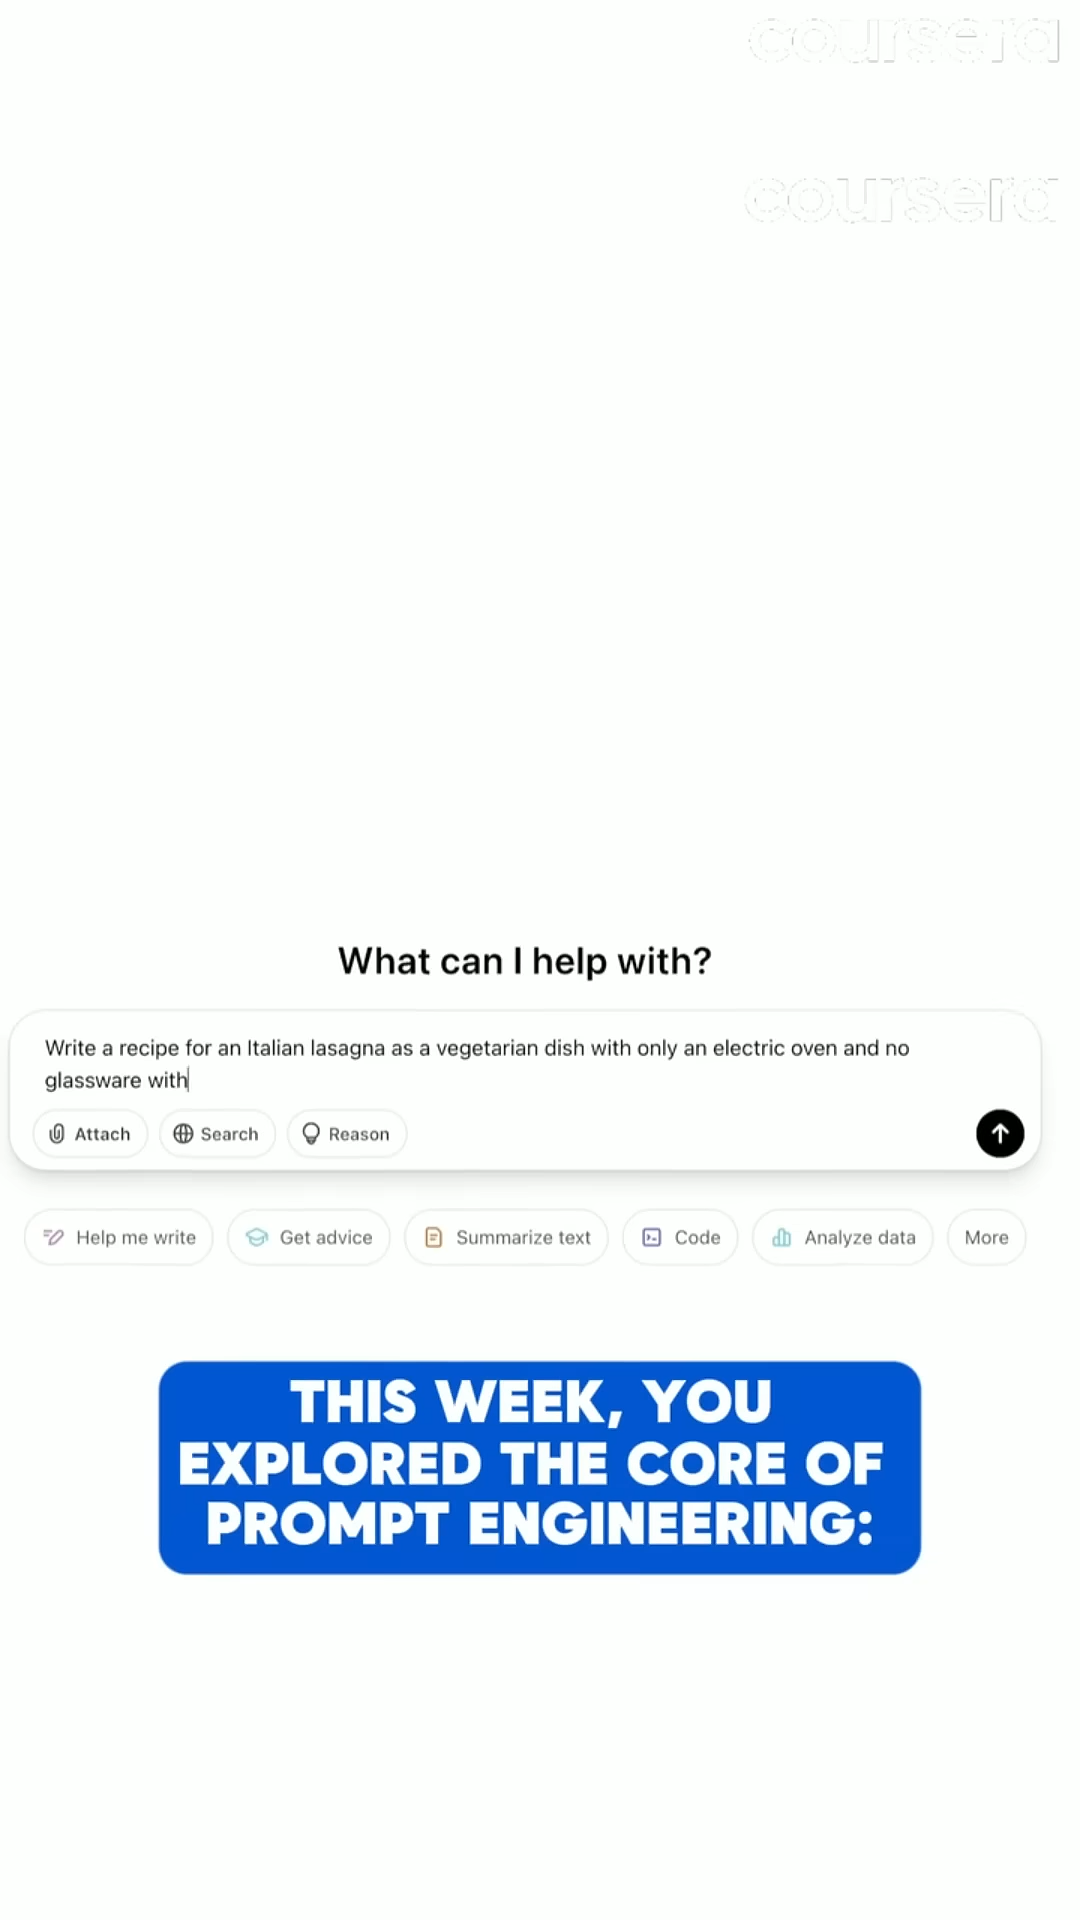 coursera
coursera
What can I help with?
Write a recipe for an Italian lasagna as a vegetarian dish with only an electric oven and no
glassware with
Attach Search Reason
Help me write Get advice Summarize text Code Analyze data More
THIS WEEK, YOU
EXPLORED THE CORE OF
PROMPT ENGINEERING: